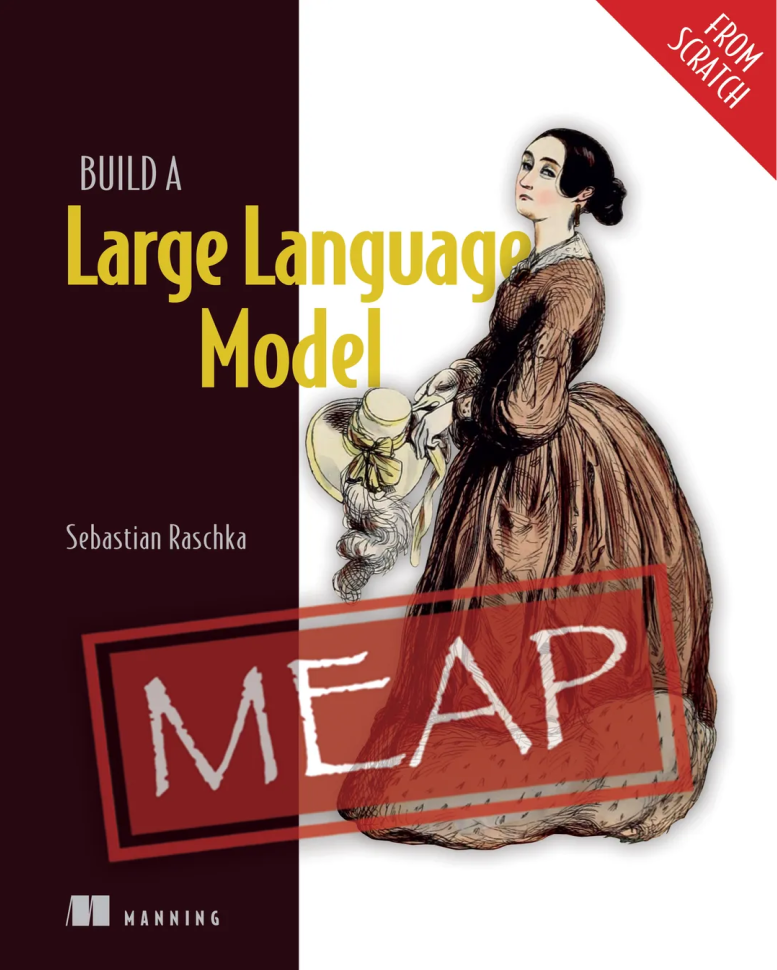 FROM
SCRATCH
BUILD A
Large Language
Model
Sebastian Raschka
MEAP
MANNING